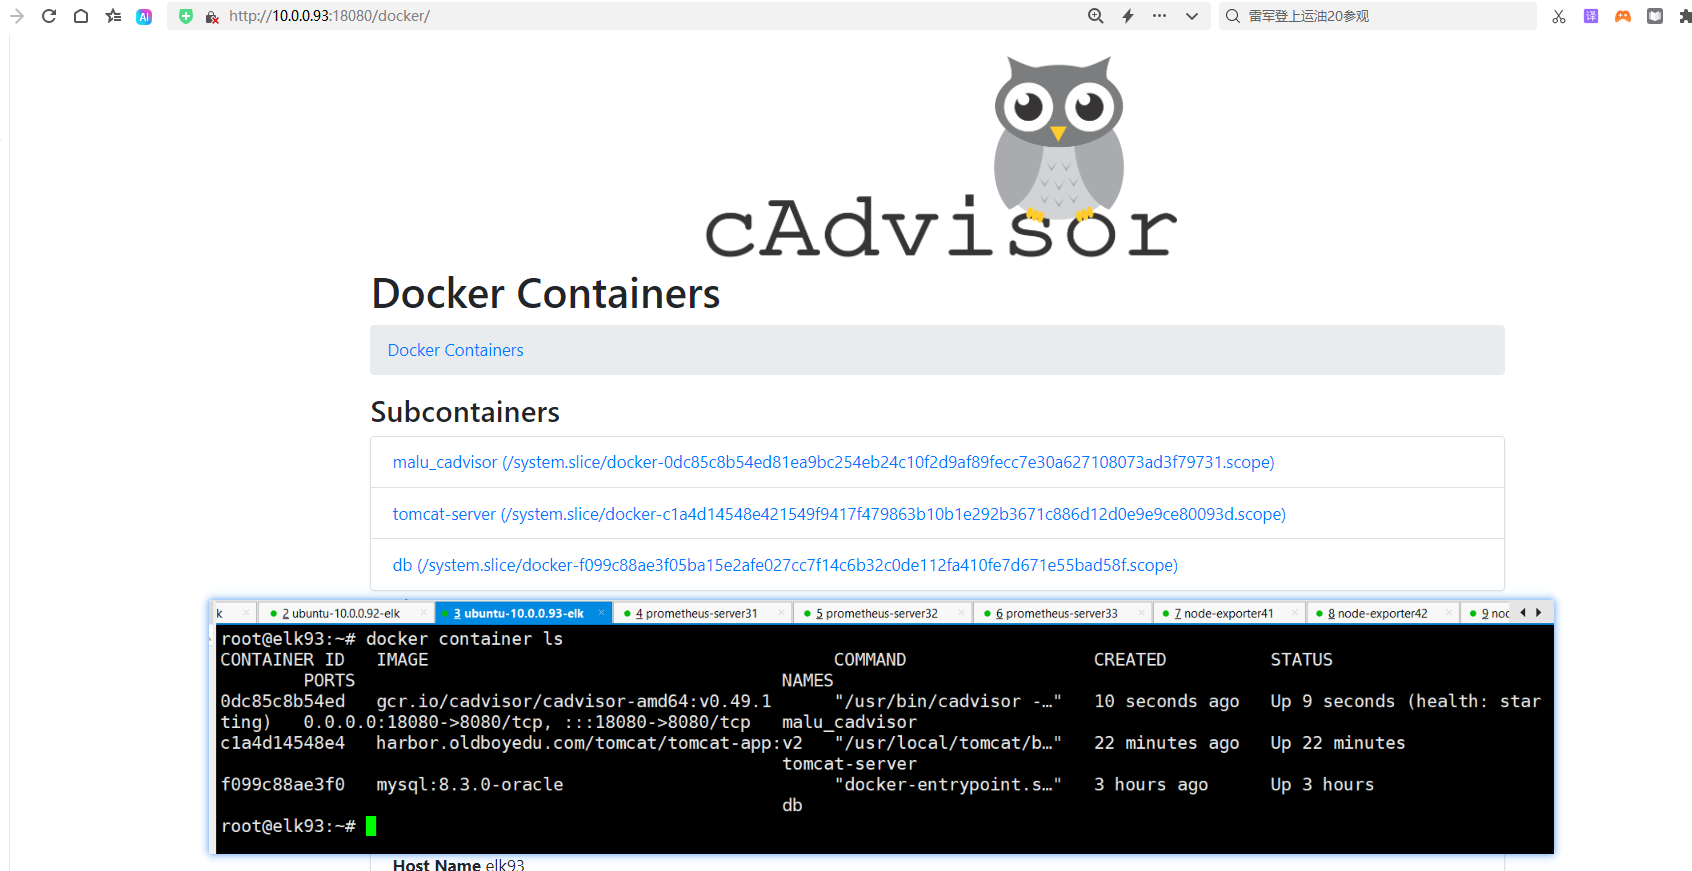 AI
http://10.0.0.93:18080/docker/
雷军登上运油20参观
译
cAdvisor
Docker Containers
Docker Containers
Subcontainers
malu_cadvisor (/system.slice/docker-0dc85c8b54ed81ea9bc254eb24c10f2d9af89fecc7e30a627108073ad3f79731.scope)
tomcat-server (/system.slice/docker-c1a4d14548e421549f9417f479863b10b1e292b3671c886d12d0e9e9ce80093d.scope)
db (/system.slice/docker-f099c88ae3f05ba15e2afe027cc7f14c6b32c0de112fa410fe7d671e55bad58f.scope)
k 2 ubuntu-10.0.0.92-elk 3 ubuntu-10.0.0.93-elk 4 prometheus-server31 5 prometheus-server32 6 prometheus-server33 7 node-exporter41 8 node-exporter42 9 noc
root@elk93:~# docker container ls
CONTAINER ID IMAGE COMMAND CREATED STATUS
PORTS NAMES
0dc85c8b54ed gcr.io/cadvisor/cadvisor-amd64:v0.49.1 "/usr/bin/cadvisor -…" 10 seconds ago Up 9 seconds (health: star
ting) 0.0.0.0:18080->8080/tcp, :::18080->8080/tcp malu_cadvisor
c1a4d14548e4 harbor.oldboyedu.com/tomcat/tomcat-app:v2 "/usr/local/tomcat/b…" 22 minutes ago Up 22 minutes
tomcat-server
f099c88ae3f0 mysql:8.3.0-oracle "docker-entrypoint.s…" 3 hours ago Up 3 hours
db
root@elk93:~#
Host Name elk93